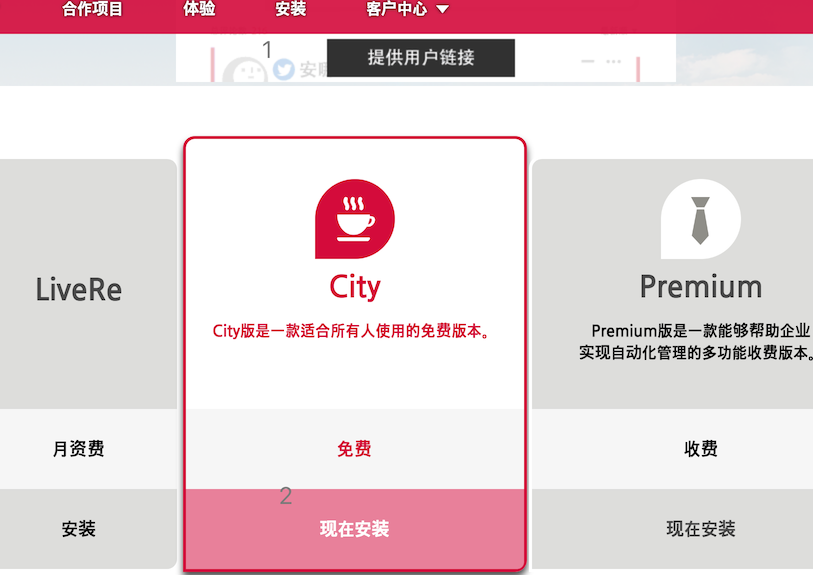 合作项目 体验 安装 客户中心
1
提供用户链接
LiveRe
City
City版是一款适合所有人使用的免费版本。
Premium
Premium版是一款能够帮助企业
实现自动化管理的多功能收费版本。
月资费 免费 收费
2
安装 现在安装 现在安装